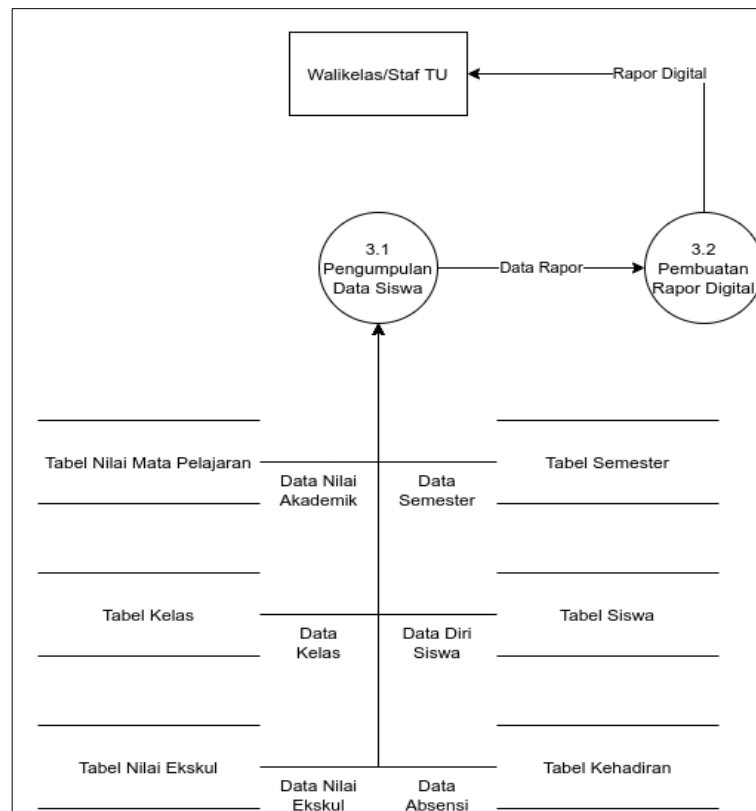 Walikelas/Staf TU
Rapor Digital
3.1
Pengumpulan
Data Siswa
Data Rapor
3.2
Pembuatan
Rapor Digital
Tabel Nilai Mata Pelajaran
Data Nilai
Akademik
Data
Semester
Tabel Semester
Tabel Kelas
Data
Kelas
Data Diri
Siswa
Tabel Siswa
Tabel Nilai Ekskul
Data Nilai
Ekskul
Data
Absensi
Tabel Kehadiran